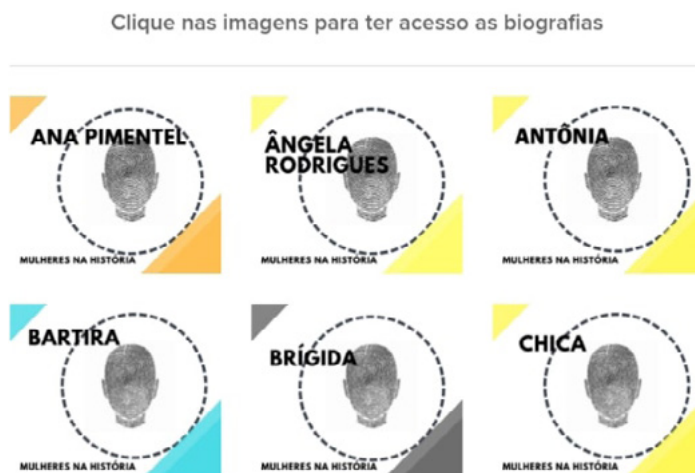 Clique nas imagens para ter acesso as biografias
ANA PIMENTEL
MULHERES NA HISTÓRIA
ÂNGELA
RODRIGUES
MULHERES NA HISTÓRIA
ANTÔNIA
MULHERES NA HISTÓRIA
BARTIRA
MULHERES NA HISTÓRIA
BRÍGIDA
MULHERES NA HISTÓRIA
CHICA
MULHERES NA HISTÓRIA